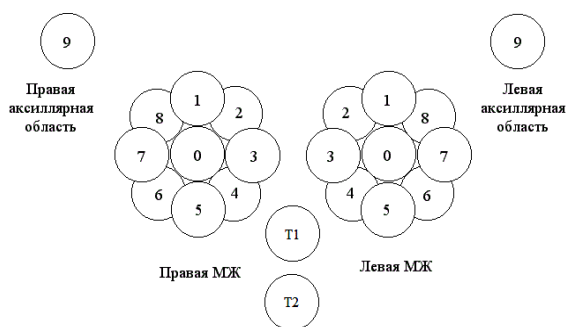 9
9
Правая
аксиллярная
область
Левая
аксиллярная
область
1
8
2
7
0
3
6
4
5
1
2
8
3
0
7
4
6
5
T1
Правая МЖ
Левая МЖ
T2